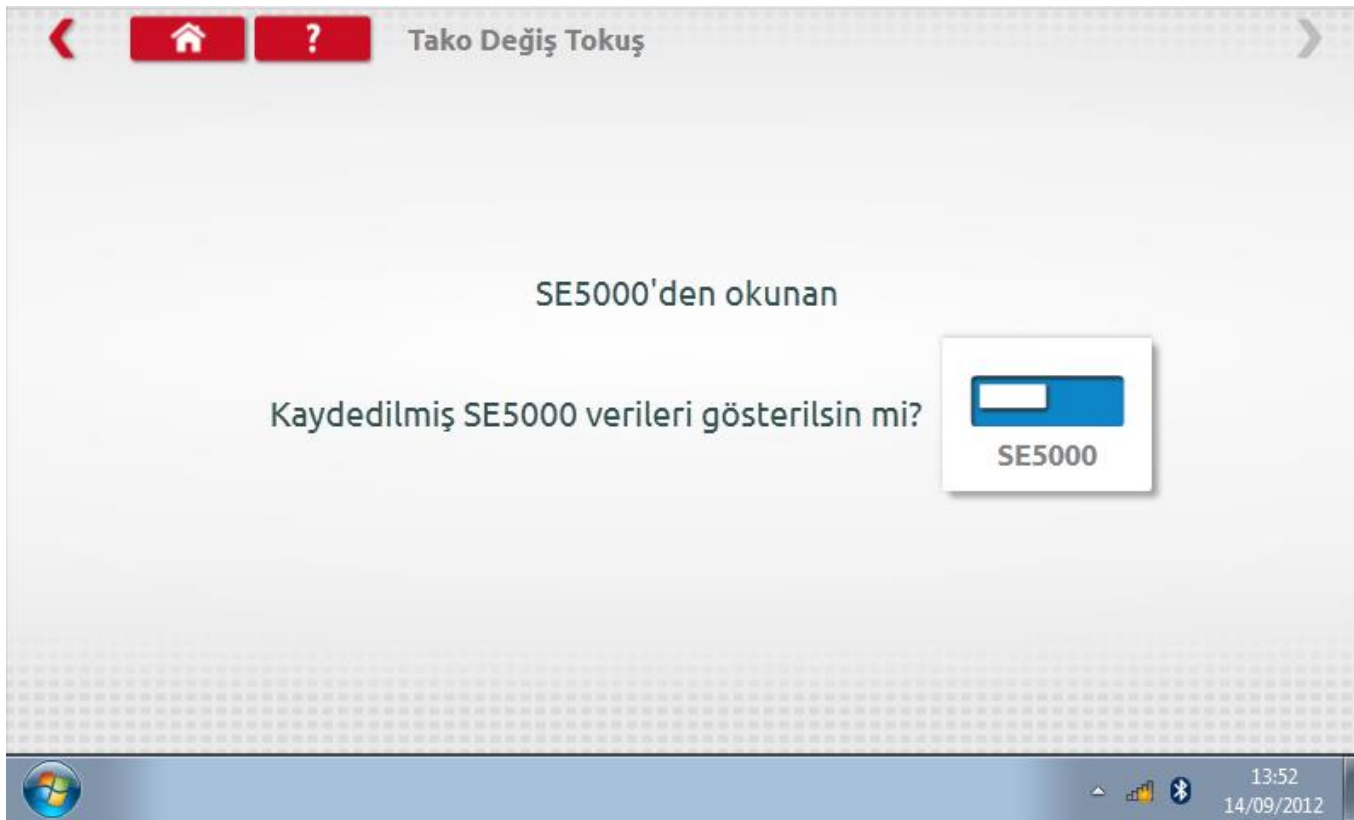 ? Tako Değiş Tokuş
SE5000'den okunan
Kaydedilmiş SE5000 verileri gösterilsin mi?
SE5000
13:52
14/09/2012